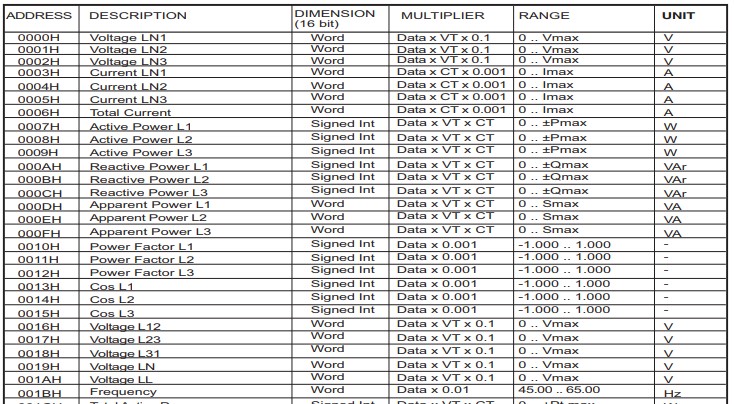 ADDRESS DESCRIPTION DIMENSION (16 bit) MULTIPLIER RANGE UNIT
0000H Voltage LN1 Word Data x VT x 0.1 0 .. Vmax V
0001H Voltage LN2 Word Data x VT x 0.1 0 .. Vmax V
0002H Voltage LN3 Word Data x VT x 0.1 0 .. Vmax V
0003H Current LN1 Word Data x CT x 0.001 0 .. Imax A
0004H Current LN2 Word Data x CT x 0.001 0 .. Imax A
0005H Current LN3 Word Data x CT x 0.001 0 .. Imax A
0006H Total Current Word Data x CT x 0.001 0 .. Imax A
0007H Active Power L1 Signed Int Data x VT x CT 0 .. ±Pmax W
0008H Active Power L2 Signed Int Data x VT x CT 0 .. ±Pmax W
0009H Active Power L3 Signed Int Data x VT x CT 0 .. ±Pmax W
000AH Reactive Power L1 Signed Int Data x VT x CT 0 .. ±Qmax VAr
000BH Reactive Power L2 Signed Int Data x VT x CT 0 .. ±Qmax VAr
000CH Reactive Power L3 Signed Int Data x VT x CT 0 .. ±Qmax VAr
000DH Apparent Power L1 Word Data x VT x CT 0 .. Smax VA
000EH Apparent Power L2 Word Data x VT x CT 0 .. Smax VA
000FH Apparent Power L3 Word Data x VT x CT 0 .. Smax VA
0010H Power Factor L1 Signed Int Data x 0.001 -1.000 .. 1.000 -
0011H Power Factor L2 Signed Int Data x 0.001 -1.000 .. 1.000 -
0012H Power Factor L3 Signed Int Data x 0.001 -1.000 .. 1.000 -
0013H Cos L1 Signed Int Data x 0.001 -1.000 .. 1.000 -
0014H Cos L2 Signed Int Data x 0.001 -1.000 .. 1.000 -
0015H Cos L3 Signed Int Data x 0.001 -1.000 .. 1.000 -
0016H Voltage L12 Word Data x VT x 0.1 0 .. Vmax V
0017H Voltage L23 Word Data x VT x 0.1 0 .. Vmax V
0018H Voltage L31 Word Data x VT x 0.1 0 .. Vmax V
0019H Voltage LN Word Data x VT x 0.1 0 .. Vmax V
001AH Voltage LL Word Data x VT x 0.1 0 .. Vmax V
001BH Frequency Word Data x 0.01 45.00 .. 65.00 Hz